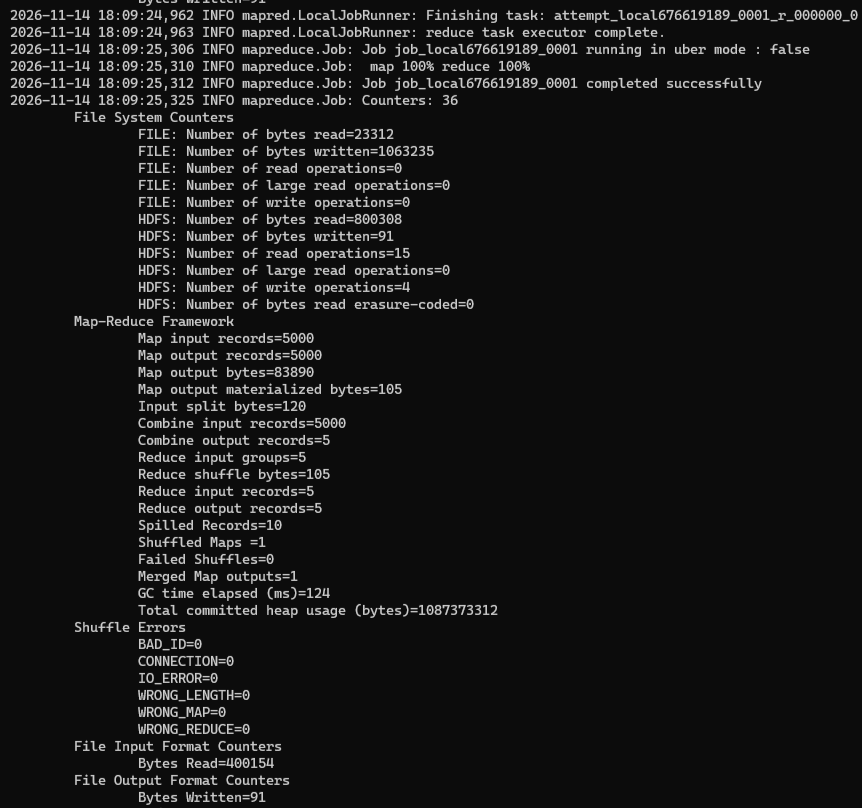 Bytes Written=91
2026-11-14 18:09:24,962 INFO mapred.LocalJobRunner: Finishing task: attempt_local676619189_0001_r_000000_0
2026-11-14 18:09:24,963 INFO mapred.LocalJobRunner: reduce task executor complete.
2026-11-14 18:09:25,306 INFO mapreduce.Job: Job job_local676619189_0001 running in uber mode : false
2026-11-14 18:09:25,310 INFO mapreduce.Job:  map 100% reduce 100%
2026-11-14 18:09:25,312 INFO mapreduce.Job: Job job_local676619189_0001 completed successfully
2026-11-14 18:09:25,325 INFO mapreduce.Job: Counters: 36
File System Counters
FILE: Number of bytes read=23312
FILE: Number of bytes written=1063235
FILE: Number of read operations=0
FILE: Number of large read operations=0
FILE: Number of write operations=0
HDFS: Number of bytes read=800308
HDFS: Number of bytes written=91
HDFS: Number of read operations=15
HDFS: Number of large read operations=0
HDFS: Number of write operations=4
HDFS: Number of bytes read erasure-coded=0
Map-Reduce Framework
Map input records=5000
Map output records=5000
Map output bytes=83890
Map output materialized bytes=105
Input split bytes=120
Combine input records=5000
Combine output records=5
Reduce input groups=5
Reduce shuffle bytes=105
Reduce input records=5
Reduce output records=5
Spilled Records=10
Shuffled Maps =1
Failed Shuffles=0
Merged Map outputs=1
GC time elapsed (ms)=124
Total committed heap usage (bytes)=1087373312
Shuffle Errors
BAD_ID=0
CONNECTION=0
IO_ERROR=0
WRONG_LENGTH=0
WRONG_MAP=0
WRONG_REDUCE=0
File Input Format Counters
Bytes Read=400154
File Output Format Counters
Bytes Written=91